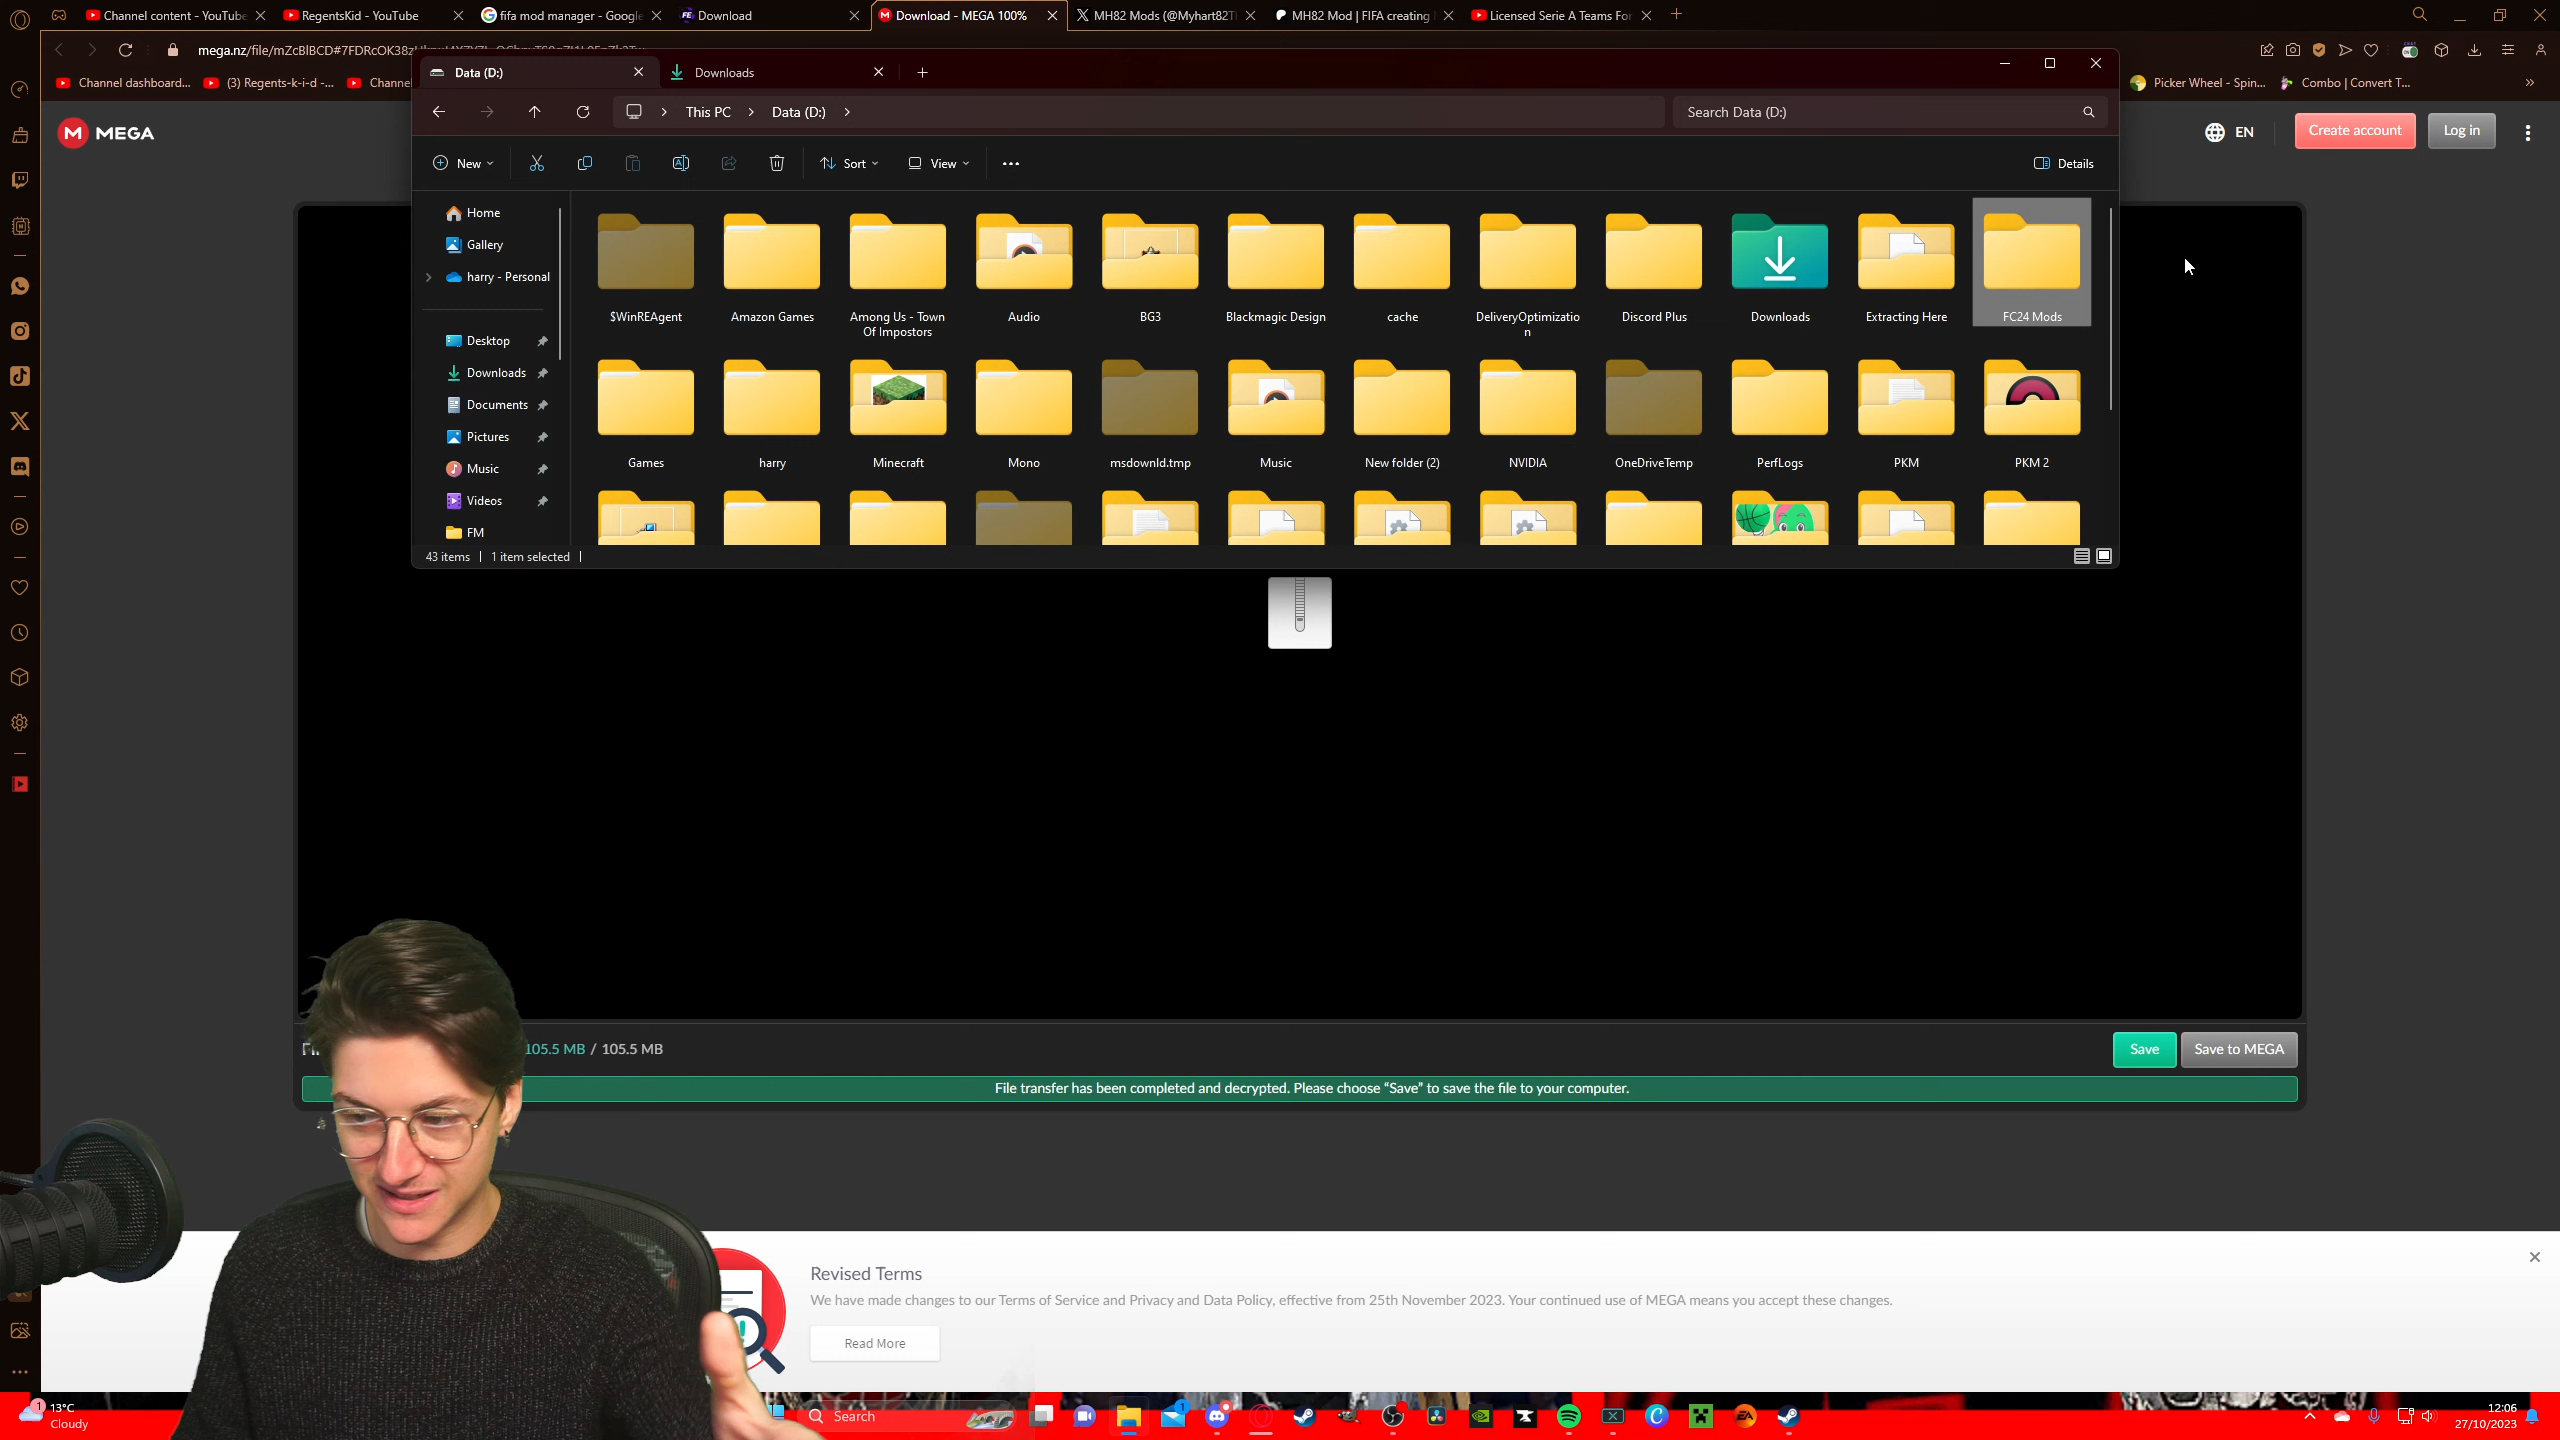 Channel content - YouTube
RegentsKid - YouTube
fifa mod manager - Google
FE Download
Download - MEGA 100%
MH82 Mods (@Myhart82T
MH82 Mod | FIFA creating
Licensed Serie A Teams For
Channel dashboard...
(3) Regents-k-i-d -...
Channe
Picker Wheel - Spin...
Combo | Convert T...
Data (D:)
Downloads
This PC
Data (D:)
Search Data (D:)
New
Sort
View
Details
MEGA
EN
Create account
Log in
Home
Gallery
harry - Personal
Desktop
Downloads
Documents
Pictures
Music
Videos
FM
$WinREAgent
Amazon Games
Among Us - Town
Of Impostors
Audio
BG3
Blackmagic Design
cache
DeliveryOptimizatio
n
Discord Plus
Downloads
Extracting Here
FC24 Mods
Games
harry
Minecraft
Mono
msdownld.tmp
Music
New folder (2)
NVIDIA
OneDriveTemp
PerfLogs
PKM
PKM 2
43 items
1 item selected
105.5 MB / 105.5 MB
Save
Save to MEGA
File transfer has been completed and decrypted. Please choose “Save” to save the file to your computer.
Revised Terms
We have made changes to our Terms of Service and Privacy and Data Policy, effective from 25th November 2023. Your continued use of MEGA means you accept these changes.
Read More
13°C
Cloudy
Search
12:06
27/10/2023